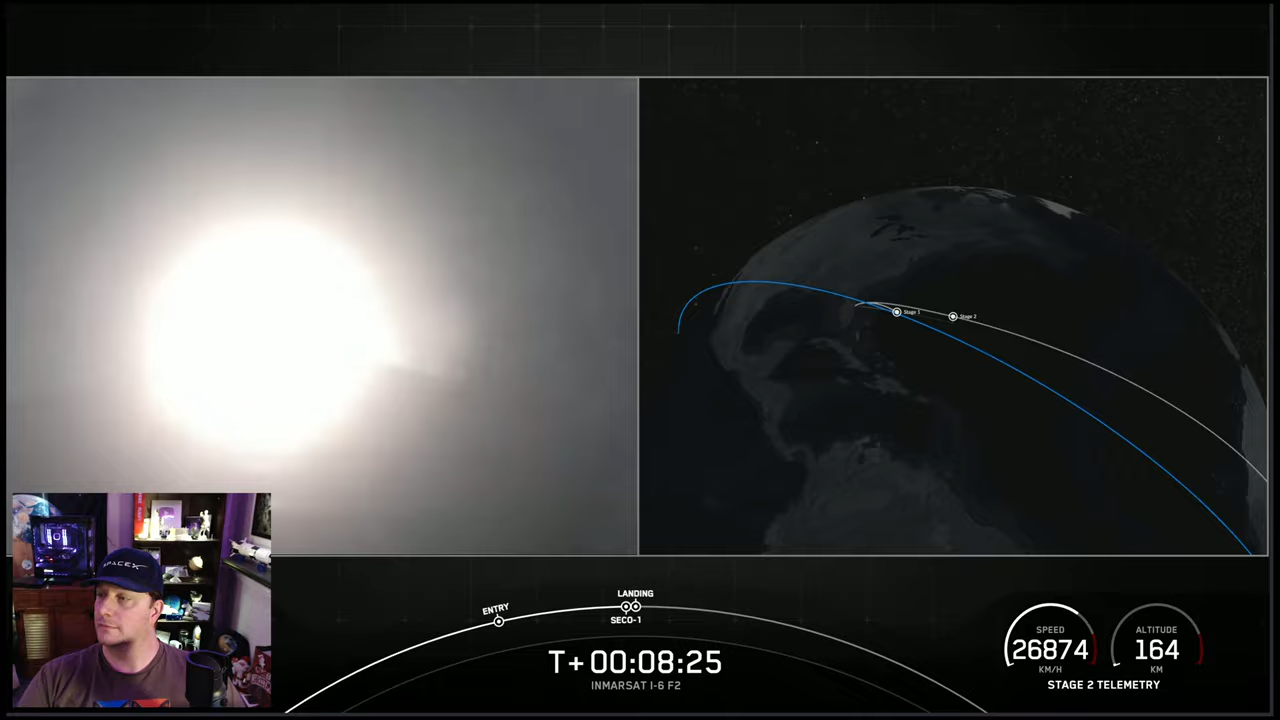 Stage 1
Stage 2
SPACEX
ENTRY
LANDING
SECO-1
T+ 00:08:25
INMARSAT I-6 F2
SPEED
26874
KM/H
ALTITUDE
164
KM
STAGE 2 TELEMETRY